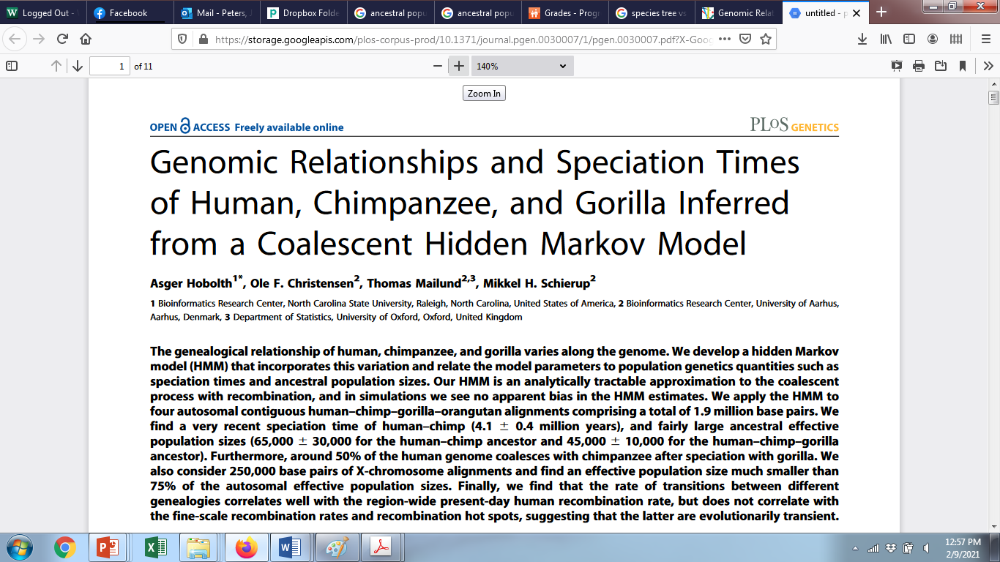 Logged Out -
Facebook
Mail - Peters, J
Dropbox Folde
ancestral popu
ancestral popu
Grades - Progr
species tree vs
Genomic Relat
untitled - p
https://storage.googleapis.com/plos-corpus-prod/10.1371/journal.pgen.0030007/1/pgen.0030007.pdf?X-Goog
1 of 11
140%
Zoom In
OPEN ACCESS Freely available online
PLoS GENETICS
Genomic Relationships and Speciation Times
of Human, Chimpanzee, and Gorilla Inferred
from a Coalescent Hidden Markov Model
Asger Hobolth1*, Ole F. Christensen2, Thomas Mailund2,3, Mikkel H. Schierup2
1 Bioinformatics Research Center, North Carolina State University, Raleigh, North Carolina, United States of America, 2 Bioinformatics Research Center, University of Aarhus,
Aarhus, Denmark, 3 Department of Statistics, University of Oxford, Oxford, United Kingdom
The genealogical relationship of human, chimpanzee, and gorilla varies along the genome. We develop a hidden Markov
model (HMM) that incorporates this variation and relate the model parameters to population genetics quantities such as
speciation times and ancestral population sizes. Our HMM is an analytically tractable approximation to the coalescent
process with recombination, and in simulations we see no apparent bias in the HMM estimates. We apply the HMM to
four autosomal contiguous human–chimp–gorilla–orangutan alignments comprising a total of 1.9 million base pairs. We
find a very recent speciation time of human–chimp (4.1 ± 0.4 million years), and fairly large ancestral effective
population sizes (65,000 ± 30,000 for the human–chimp ancestor and 45,000 ± 10,000 for the human–chimp–gorilla
ancestor). Furthermore, around 50% of the human genome coalesces with chimpanzee after speciation with gorilla. We
also consider 250,000 base pairs of X-chromosome alignments and find an effective population size much smaller than
75% of the autosomal effective population sizes. Finally, we find that the rate of transitions between different
genealogies correlates well with the region-wide present-day human recombination rate, but does not correlate with
the fine-scale recombination rates and recombination hot spots, suggesting that the latter are evolutionarily transient.
12:57 PM
2/9/2021